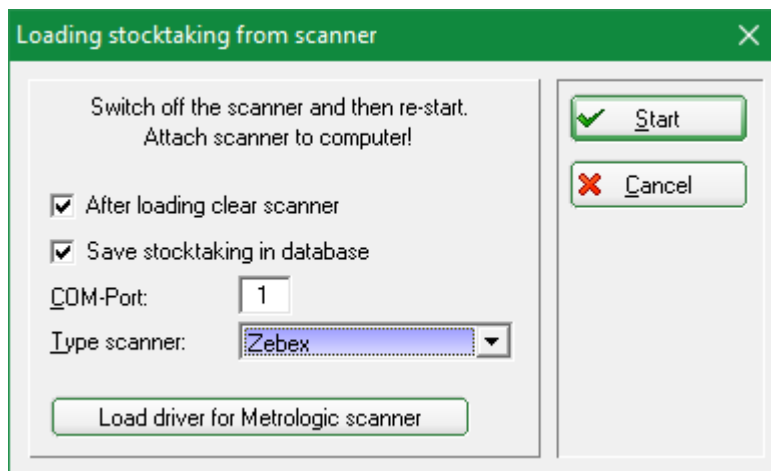 Loading stocktaking from scanner
Switch off the scanner and then re-start.
Attach scanner to computer!
After loading clear scanner
Save stocktaking in database
COM-Port: 1
Type scanner: Zebex
Load driver for Metrologic scanner
Start
Cancel